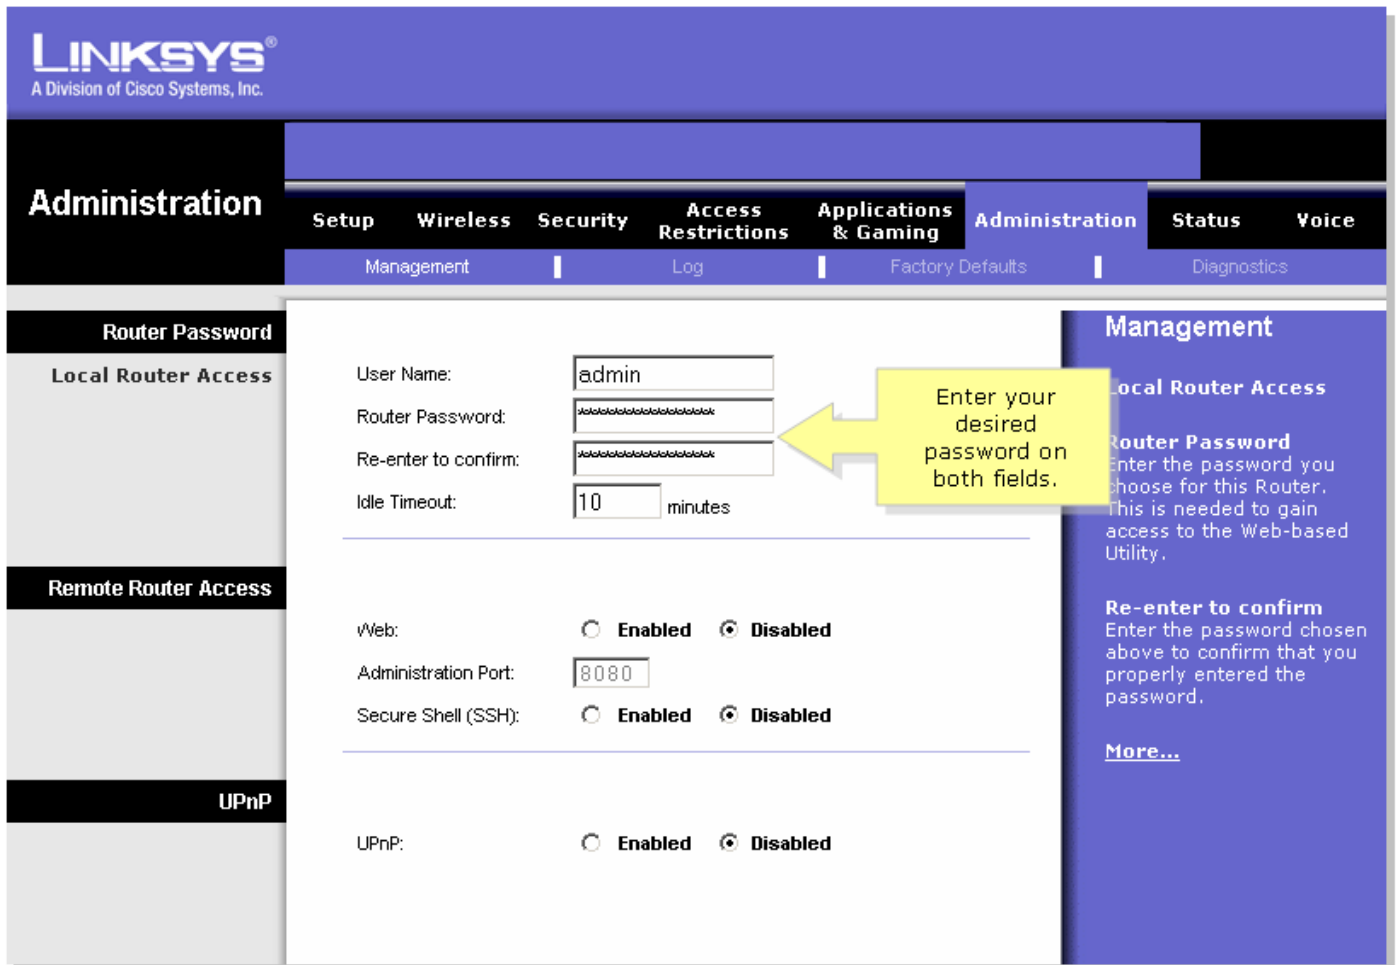 LINKSYS®
A Division of Cisco Systems, Inc.
Administration
Setup
Wireless
Security
Access
Restrictions
Applications
& Gaming
Administration
Status
Voice
Management
Log
Factory Defaults
Diagnostics
Router Password
Local Router Access
User Name:
admin
Router Password:
******************
Re-enter to confirm:
******************
Idle Timeout:
10
minutes
Enter your
desired
password on
both fields.
Remote Router Access
Web:
Enabled
Disabled
Administration Port:
8080
Secure Shell (SSH):
Enabled
Disabled
UPnP
UPnP:
Enabled
Disabled
Management
Local Router Access
Router Password
Enter the password you
choose for this Router.
This is needed to gain
access to the Web-based
Utility.
Re-enter to confirm
Enter the password chosen
above to confirm that you
properly entered the
password.
More...